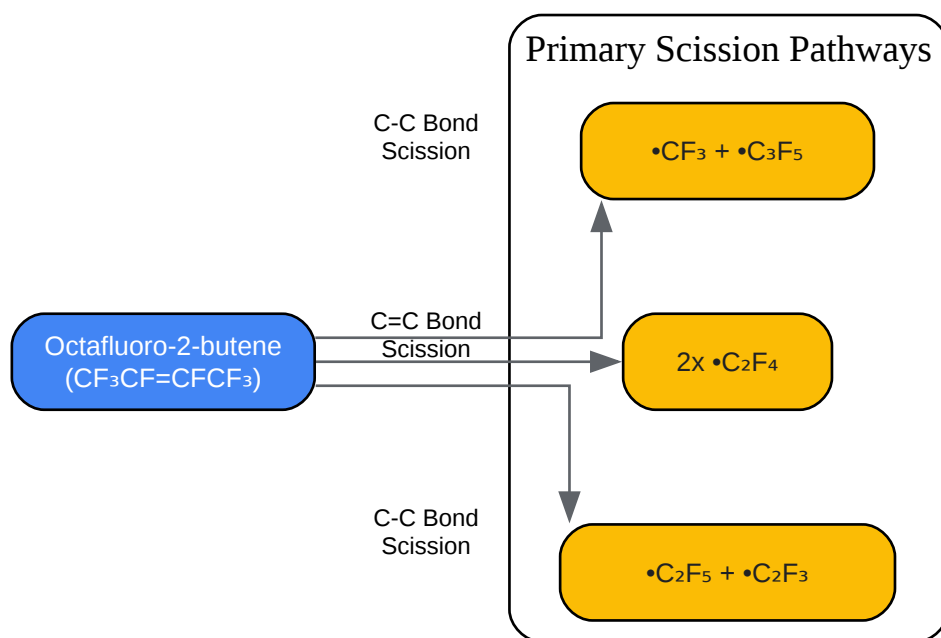 Primary Scission Pathways
C-C Bond
Scission
•CF₃ + •C₃F₅
C=C Bond
Scission
Octafluoro-2-butene
(CF₃CF=CFCF₃)
2x •C₂F₄
C-C Bond
Scission
•C₂F₅ + •C₂F₃